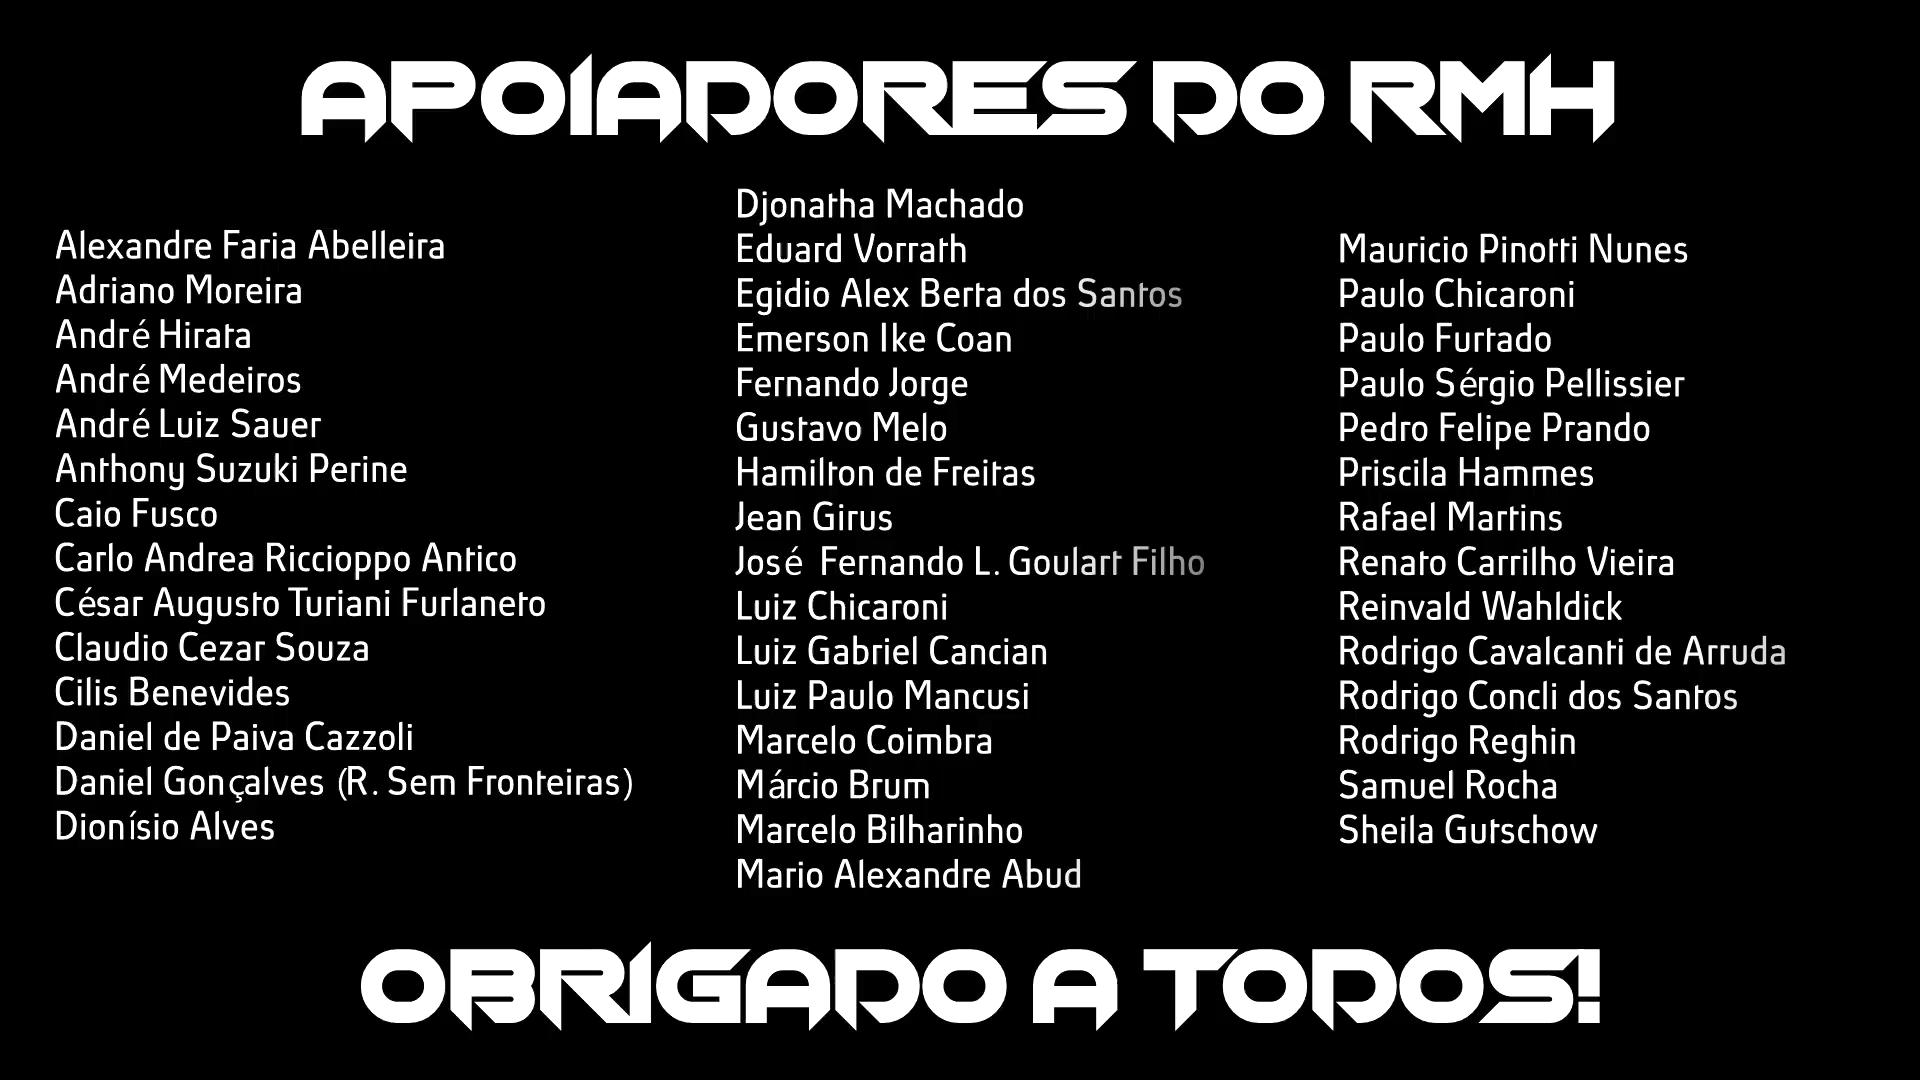 APOIADORES DO RMH
Alexandre Faria Abelleira
Adriano Moreira
André Hirata
André Medeiros
André Luiz Sauer
Anthony Suzuki Perine
Caio Fusco
Carlo Andrea Riccioppo Antico
César Augusto Turiani Furlaneto
Claudio Cezar Souza
Cilis Benevides
Daniel de Paiva Cazzoli
Daniel Gonçalves (R. Sem Fronteiras)
Dionísio Alves
Djonatha Machado
Eduard Vorrath
Egidio Alex Berta dos Santos
Emerson Ike Coan
Fernando Jorge
Gustavo Melo
Hamilton de Freitas
Jean Girus
José Fernando L. Goulart Filho
Luiz Chicaroni
Luiz Gabriel Cancian
Luiz Paulo Mancusi
Marcelo Coimbra
Márcio Brum
Marcelo Bilharinho
Mario Alexandre Abud
Mauricio Pinotti Nunes
Paulo Chicaroni
Paulo Furtado
Paulo Sérgio Pellissier
Pedro Felipe Prando
Priscila Hammes
Rafael Martins
Renato Carrilho Vieira
Reinvald Wahldick
Rodrigo Cavalcanti de Arruda
Rodrigo Concli dos Santos
Rodrigo Reghin
Samuel Rocha
Sheila Gutschow
OBRIGADO A TODOS!